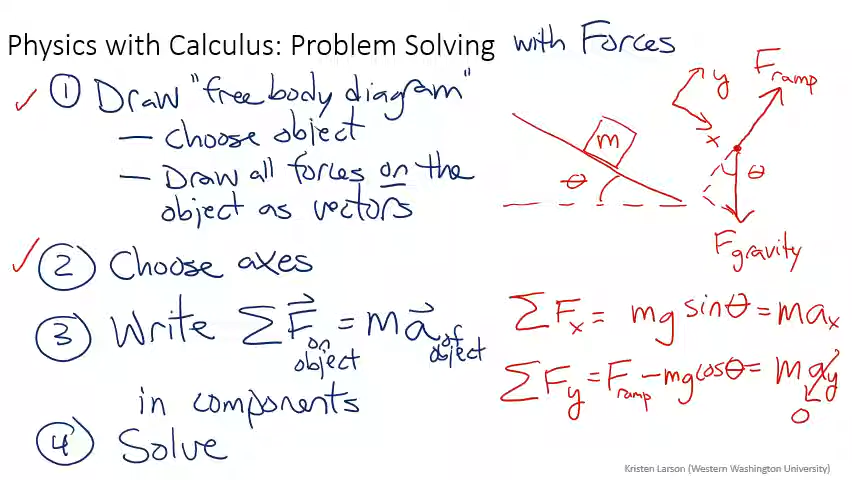 Physics with Calculus: Problem Solving with Forces
✓ ① Draw "free body diagram"
— choose object
— Draw all forces on the
object as vectors
✓ ② Choose axes
③ Write ΣF⃗ on object = ma⃗ of object
in components
④ Solve
y
x
F ramp
m
θ
θ
F gravity
ΣFx = mg sinθ = max
ΣFy = F ramp − mg cosθ = may
0
Kristen Larson (Western Washington University)